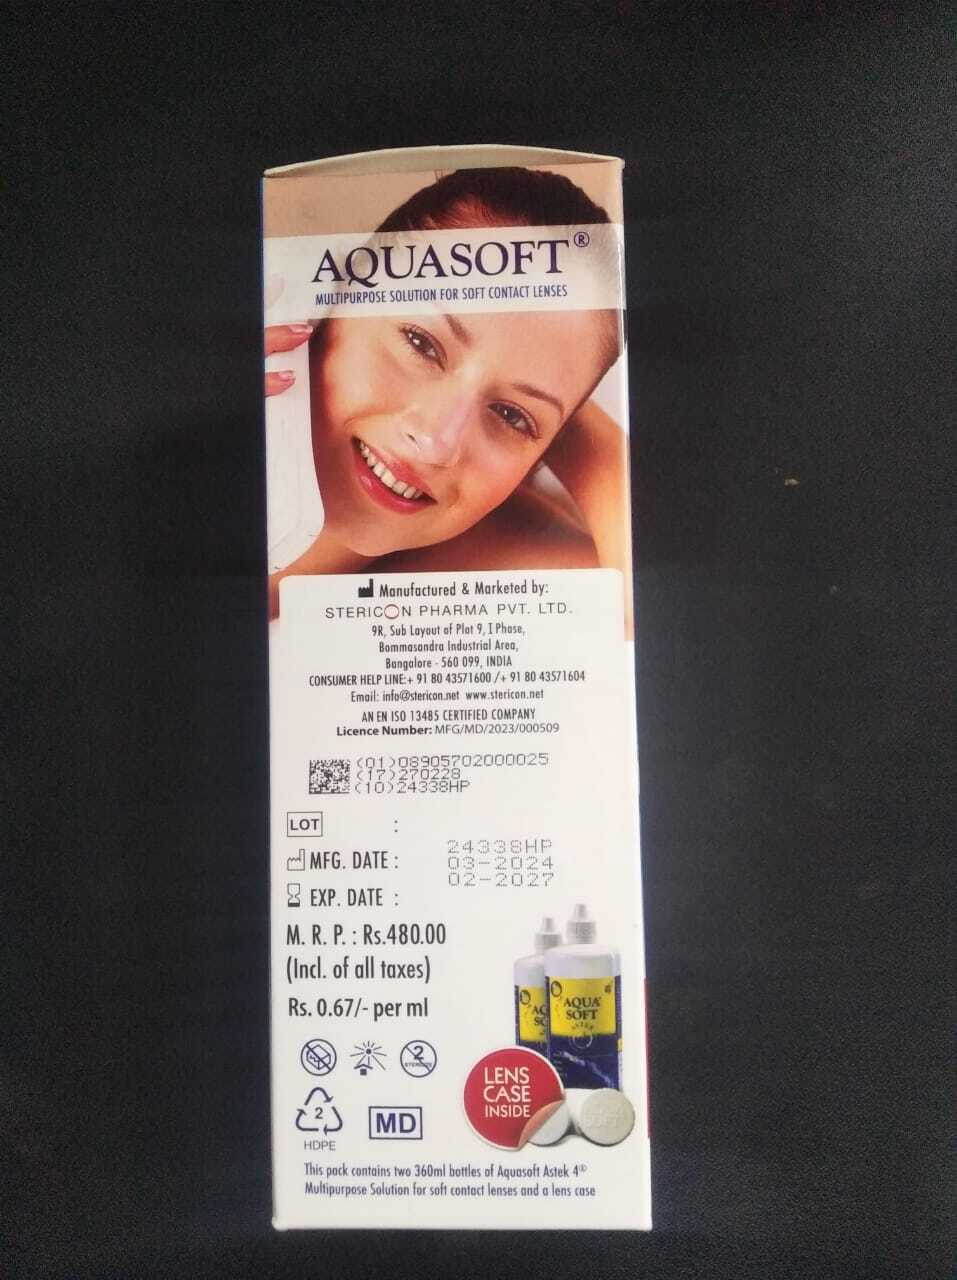 AQUASOFT®
MULTIPURPOSE SOLUTION FOR SOFT CONTACT LENSES
Manufactured & Marketed by:
STERICON PHARMA PVT. LTD.
9R, Sub Layout of Plot 9, I Phase,
Bommasandra Industrial Area,
Bangalore - 560 099, INDIA
CONSUMER HELP LINE:+ 91 80 43571600 /+ 91 80 43571604
Email: info@stericon.net www.stericon.net
AN EN ISO 13485 CERTIFIED COMPANY
Licence Number: MFG/MD/2023/000509
(01)08905702000025
(17)270228
(10)24338HP
LOT :
24338HP
MFG. DATE :
03-2024
02-2027
EXP. DATE :
M. R. P. : Rs.480.00
(Incl. of all taxes)
Rs. 0.67/- per ml
AQUA
SOFT
2
STERILIZE
LENS
CASE
INSIDE
2
HDPE
MD
This pack contains two 360ml bottles of Aquasoft Astek 4®
Multipurpose Solution for soft contact lenses and a lens case